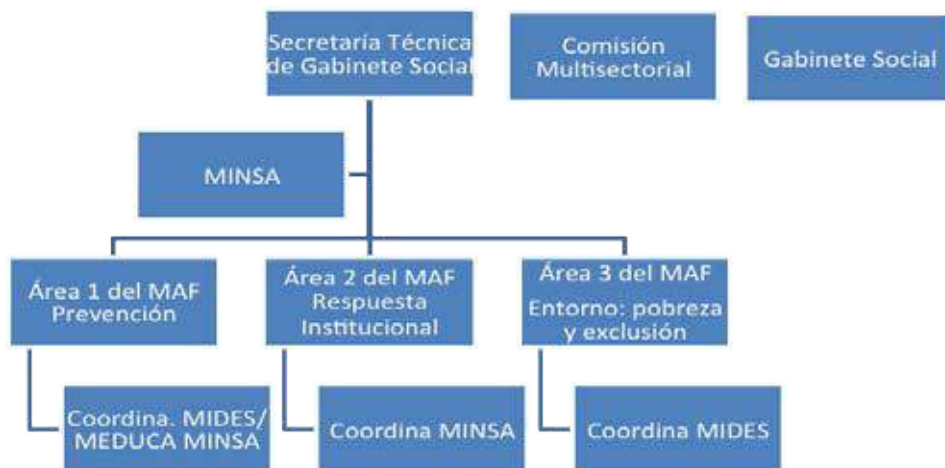 Secretaría Técnica
de Gabinete Social
Comisión
Multisectorial
Gabinete Social
MINSA
Área 1 del MAF
Prevención
Área 2 del MAF
Respuesta
Institucional
Área 3 del MAF
Entorno: pobreza
y exclusión
Coordina. MIDES/
MEDUCA MINSA
Coordina MINSA
Coordina MIDES